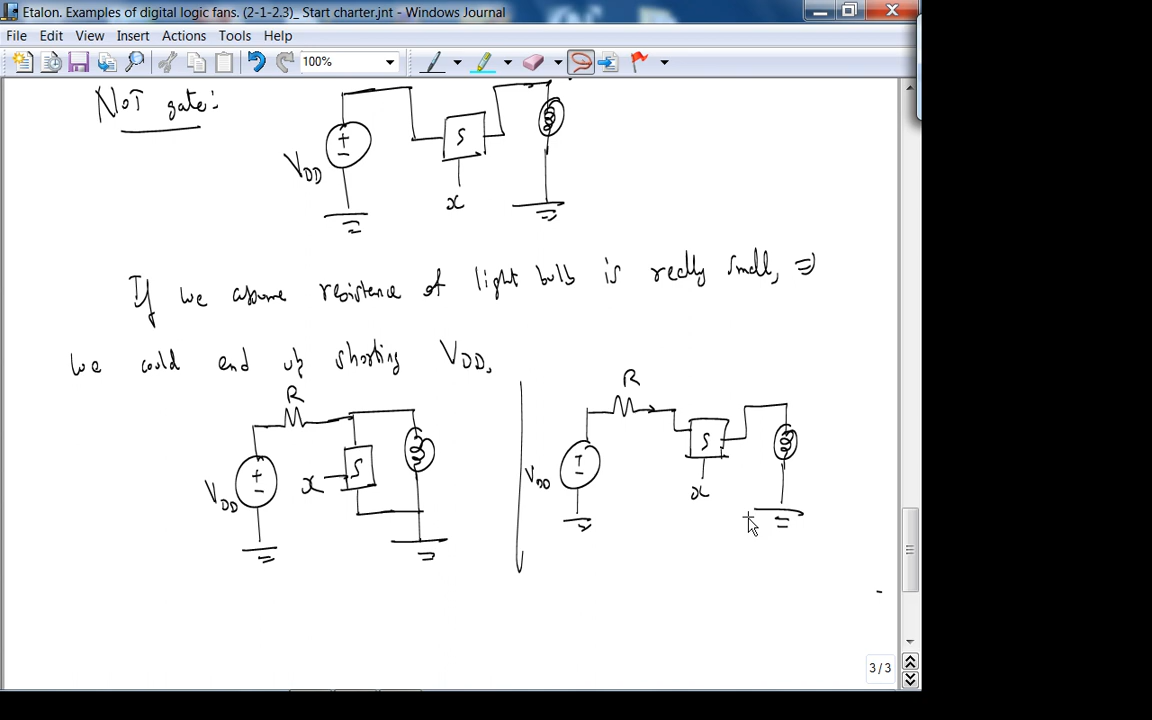 Etalon. Examples of digital logic fans. (2-1-2.3)_ Start charter.jnt - Windows Journal
File Edit View Insert Actions Tools Help
100%
NOT gate:
S
VDD
x
If we assume resistance of light bulb is really small, ⇒
we could end up shorting VDD.
R
R
S
S
x
VDD
VDD
x
3 / 3